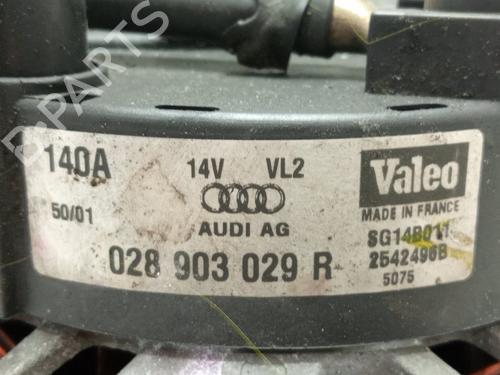 B-PARTS
140A 14V VL2 Valeo
50/01 AUDI AG MADE IN FRANCE
028 903 029 R SG14B011
2542496B
5075